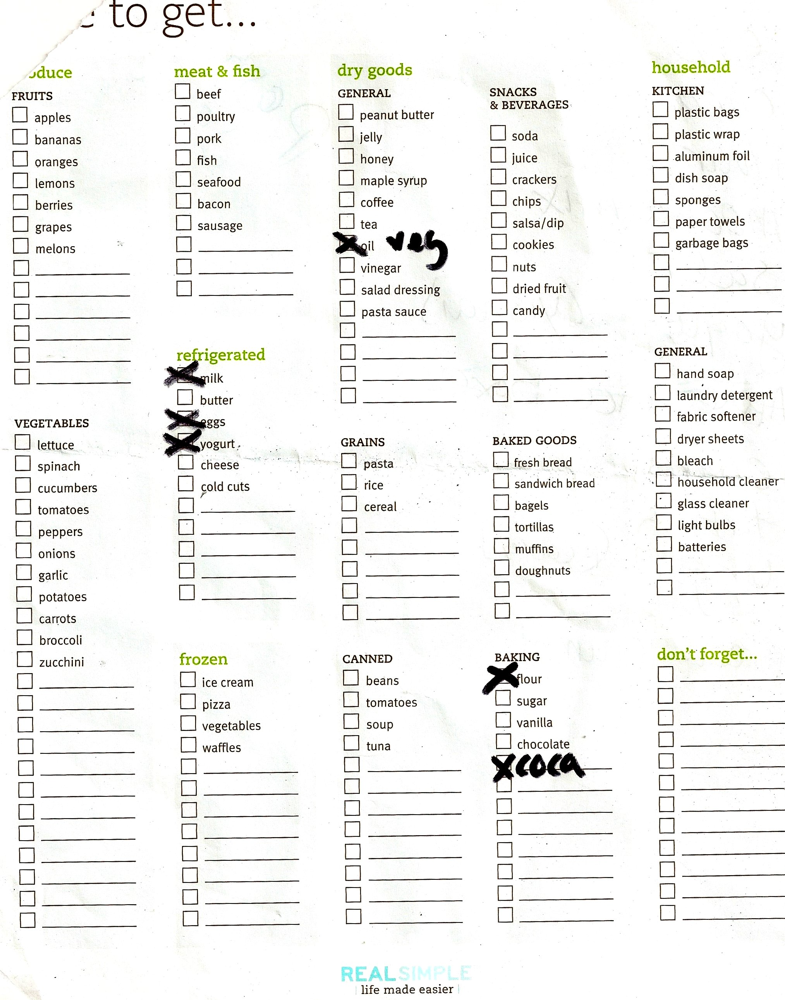 to get...
oduce
FRUITS
apples
bananas
oranges
lemons
berries
grapes
melons
VEGETABLES
lettuce
spinach
cucumbers
tomatoes
peppers
onions
garlic
potatoes
carrots
broccoli
zucchini
meat & fish
beef
poultry
pork
fish
seafood
bacon
sausage
refrigerated
milk
butter
eggs
yogurt
cheese
cold cuts
frozen
ice cream
pizza
vegetables
waffles
dry goods
GENERAL
peanut butter
jelly
honey
maple syrup
coffee
tea
oil veg
vinegar
salad dressing
pasta sauce
GRAINS
pasta
rice
cereal
CANNED
beans
tomatoes
soup
tuna
SNACKS
& BEVERAGES
soda
juice
crackers
chips
salsa/dip
cookies
nuts
dried fruit
candy
BAKED GOODS
fresh bread
sandwich bread
bagels
tortillas
muffins
doughnuts
BAKING
flour
sugar
vanilla
chocolate
coca
household
KITCHEN
plastic bags
plastic wrap
aluminum foil
dish soap
sponges
paper towels
garbage bags
GENERAL
hand soap
laundry detergent
fabric softener
dryer sheets
bleach
household cleaner
glass cleaner
light bulbs
batteries
don't forget...
REALSIMPLE
life made easier